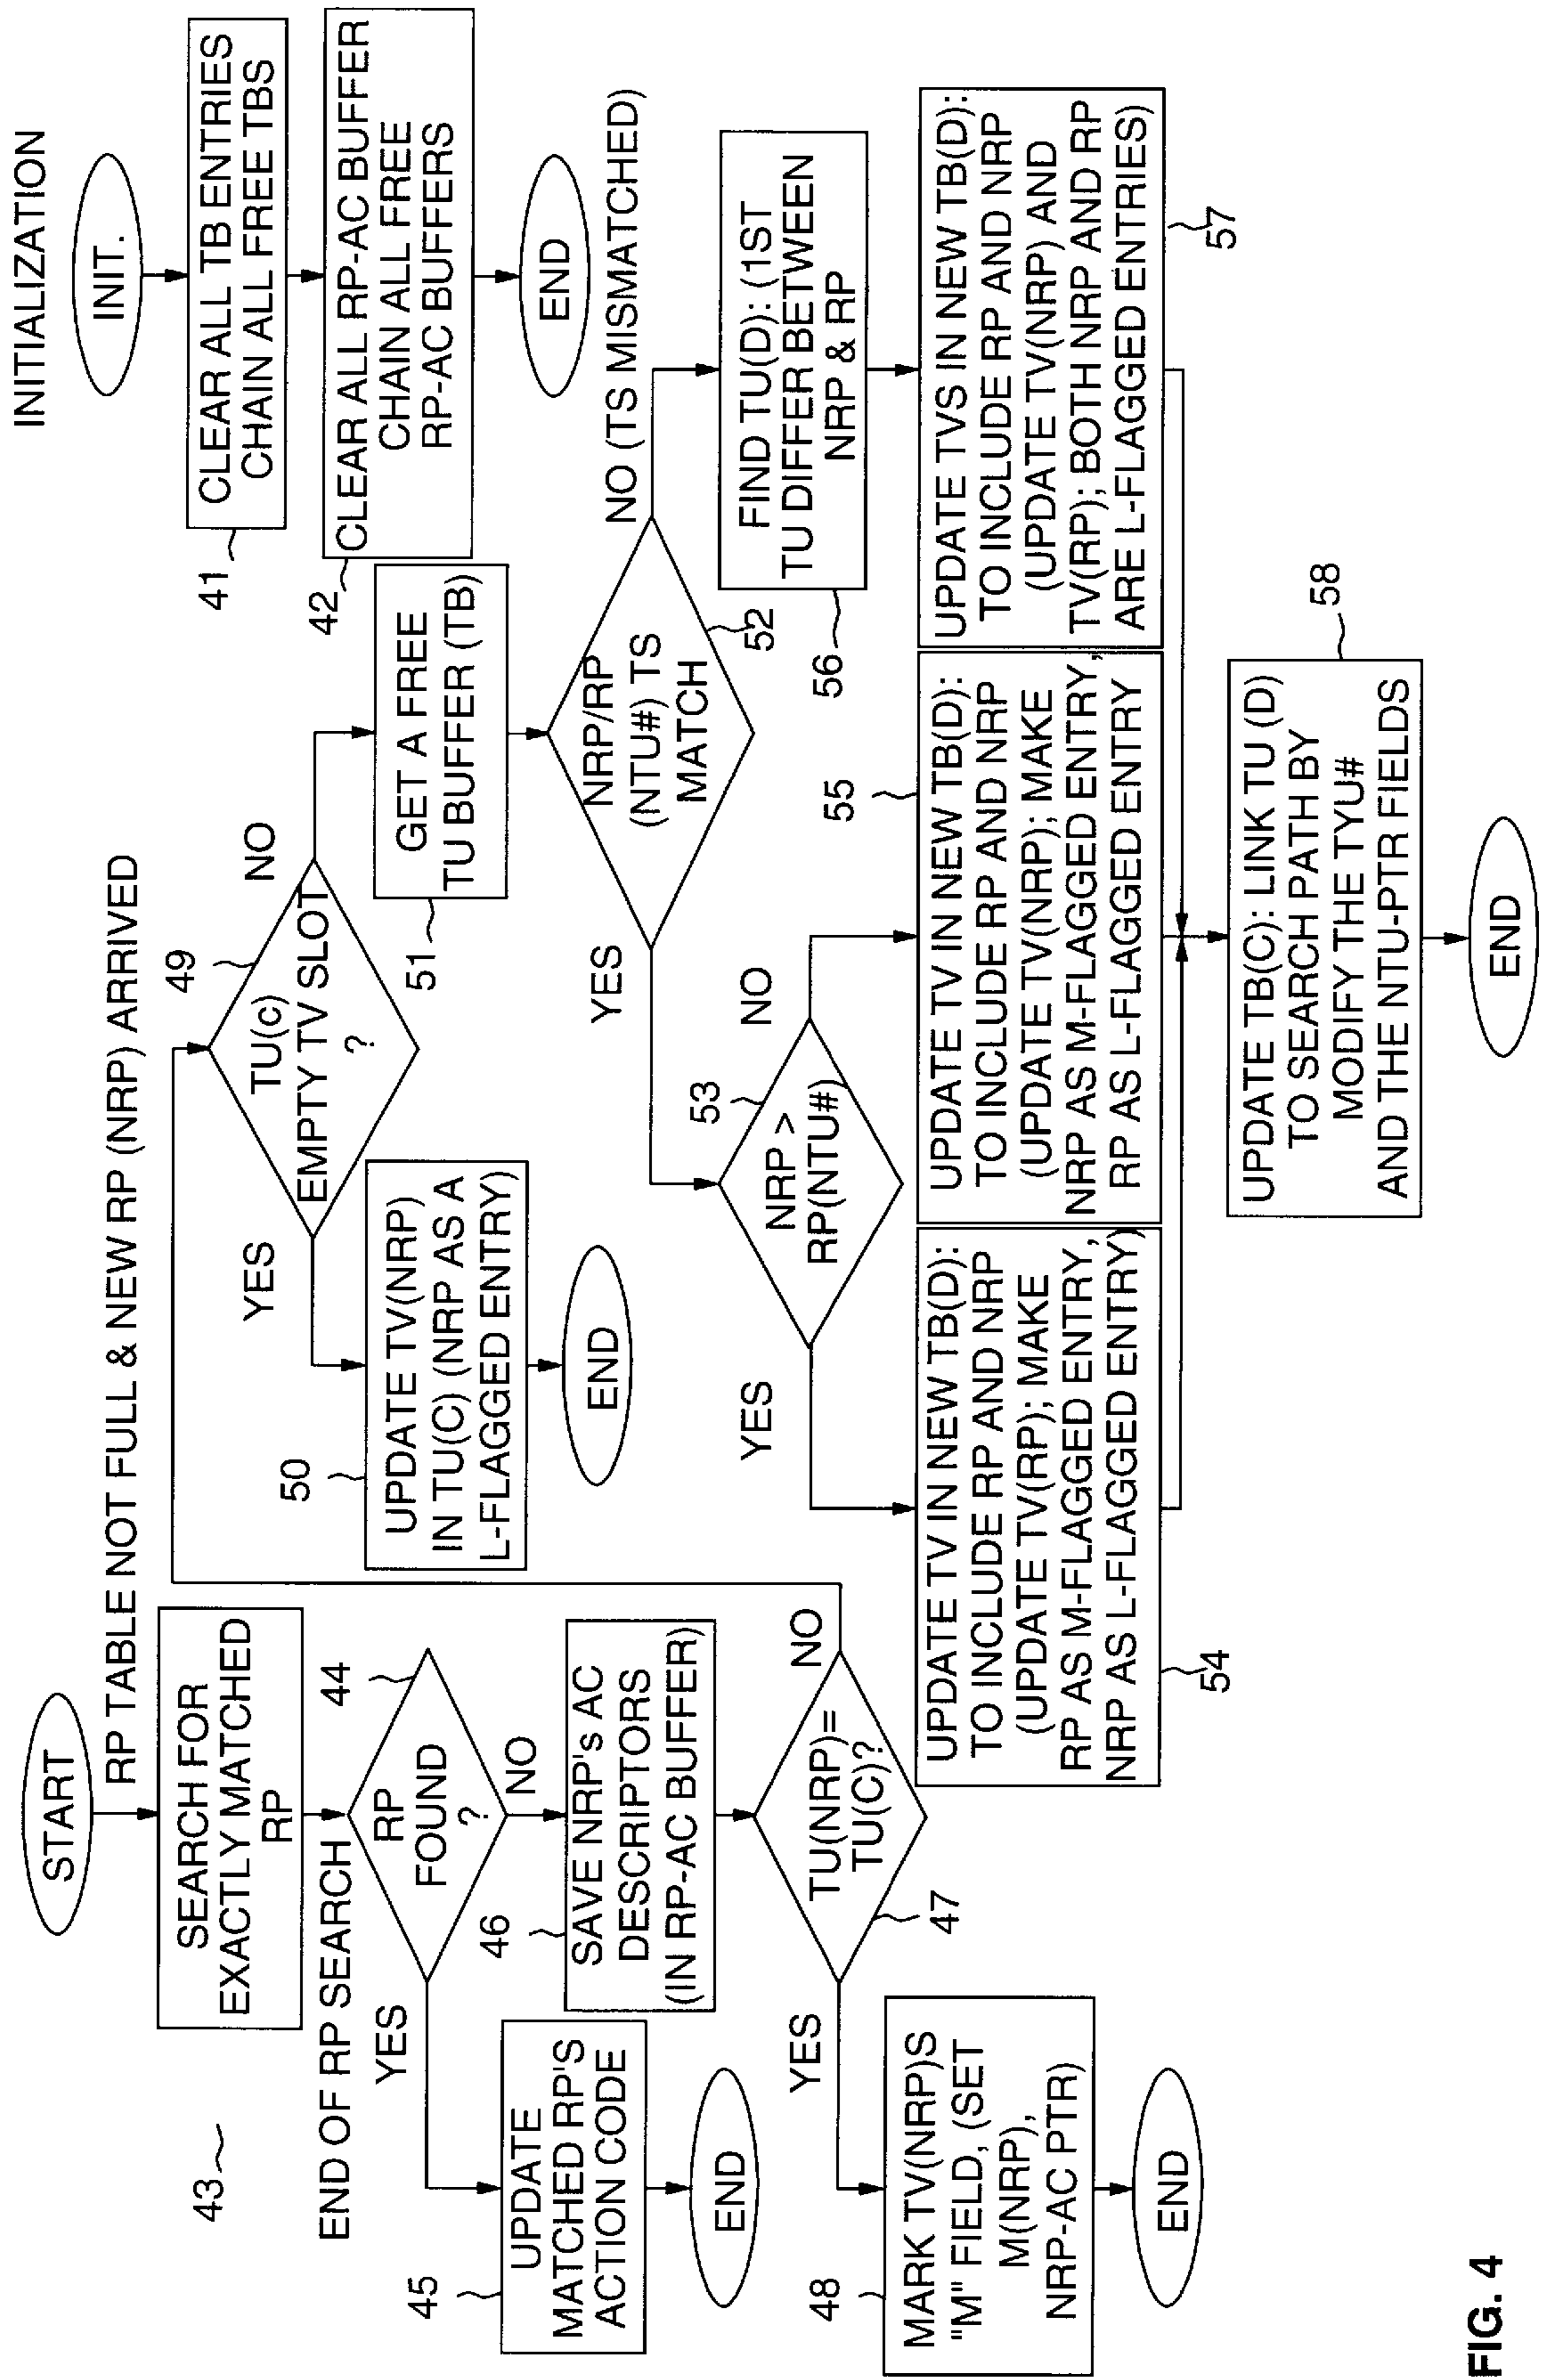 INITIALIZATION
INIT.
41
CLEAR ALL TB ENTRIES
CHAIN ALL FREE TBS
42
CLEAR ALL RP-AC BUFFER
CHAIN ALL FREE
RP-AC BUFFERS
END
START
RP TABLE NOT FULL & NEW RP (NRP) ARRIVED
43
SEARCH FOR
EXACTLY MATCHED
RP
END OF RP SEARCH
44
RP
FOUND
?
YES
NO
45
UPDATE
MATCHED RP'S
ACTION CODE
END
46
SAVE NRP's AC
DESCRIPTORS
(IN RP-AC BUFFER)
47
TU(NRP)=
TU(C)?
YES
NO
48
MARK TV(NRP)S
"M" FIELD, (SET
M(NRP),
NRP-AC PTR)
END
49
TU(c)
EMPTY TV SLOT
?
YES
NO
50
UPDATE TV(NRP)
IN TU(C) (NRP AS A
L-FLAGGED ENTRY)
END
51
GET A FREE
TU BUFFER (TB)
52
NRP/RP
(NTU#) TS
MATCH
YES
NO (TS MISMATCHED)
53
NRP >
RP(NTU#)
YES
NO
54
UPDATE TV IN NEW TB(D):
TO INCLUDE RP AND NRP
(UPDATE TV(RP); MAKE
RP AS M-FLAGGED ENTRY,
NRP AS L-FLAGGED ENTRY)
55
UPDATE TV IN NEW TB(D):
TO INCLUDE RP AND NRP
(UPDATE TV(NRP); MAKE
NRP AS M-FLAGGED ENTRY,
RP AS L-FLAGGED ENTRY
56
FIND TU(D): (1ST
TU DIFFER BETWEEN
NRP & RP
57
UPDATE TVS IN NEW TB(D):
TO INCLUDE RP AND NRP
(UPDATE TV(NRP) AND
TV(RP); BOTH NRP AND RP
ARE L-FLAGGED ENTRIES)
58
UPDATE TB(C): LINK TU (D)
TO SEARCH PATH BY
MODIFY THE TYU#
AND THE NTU-PTR FIELDS
END
FIG. 4